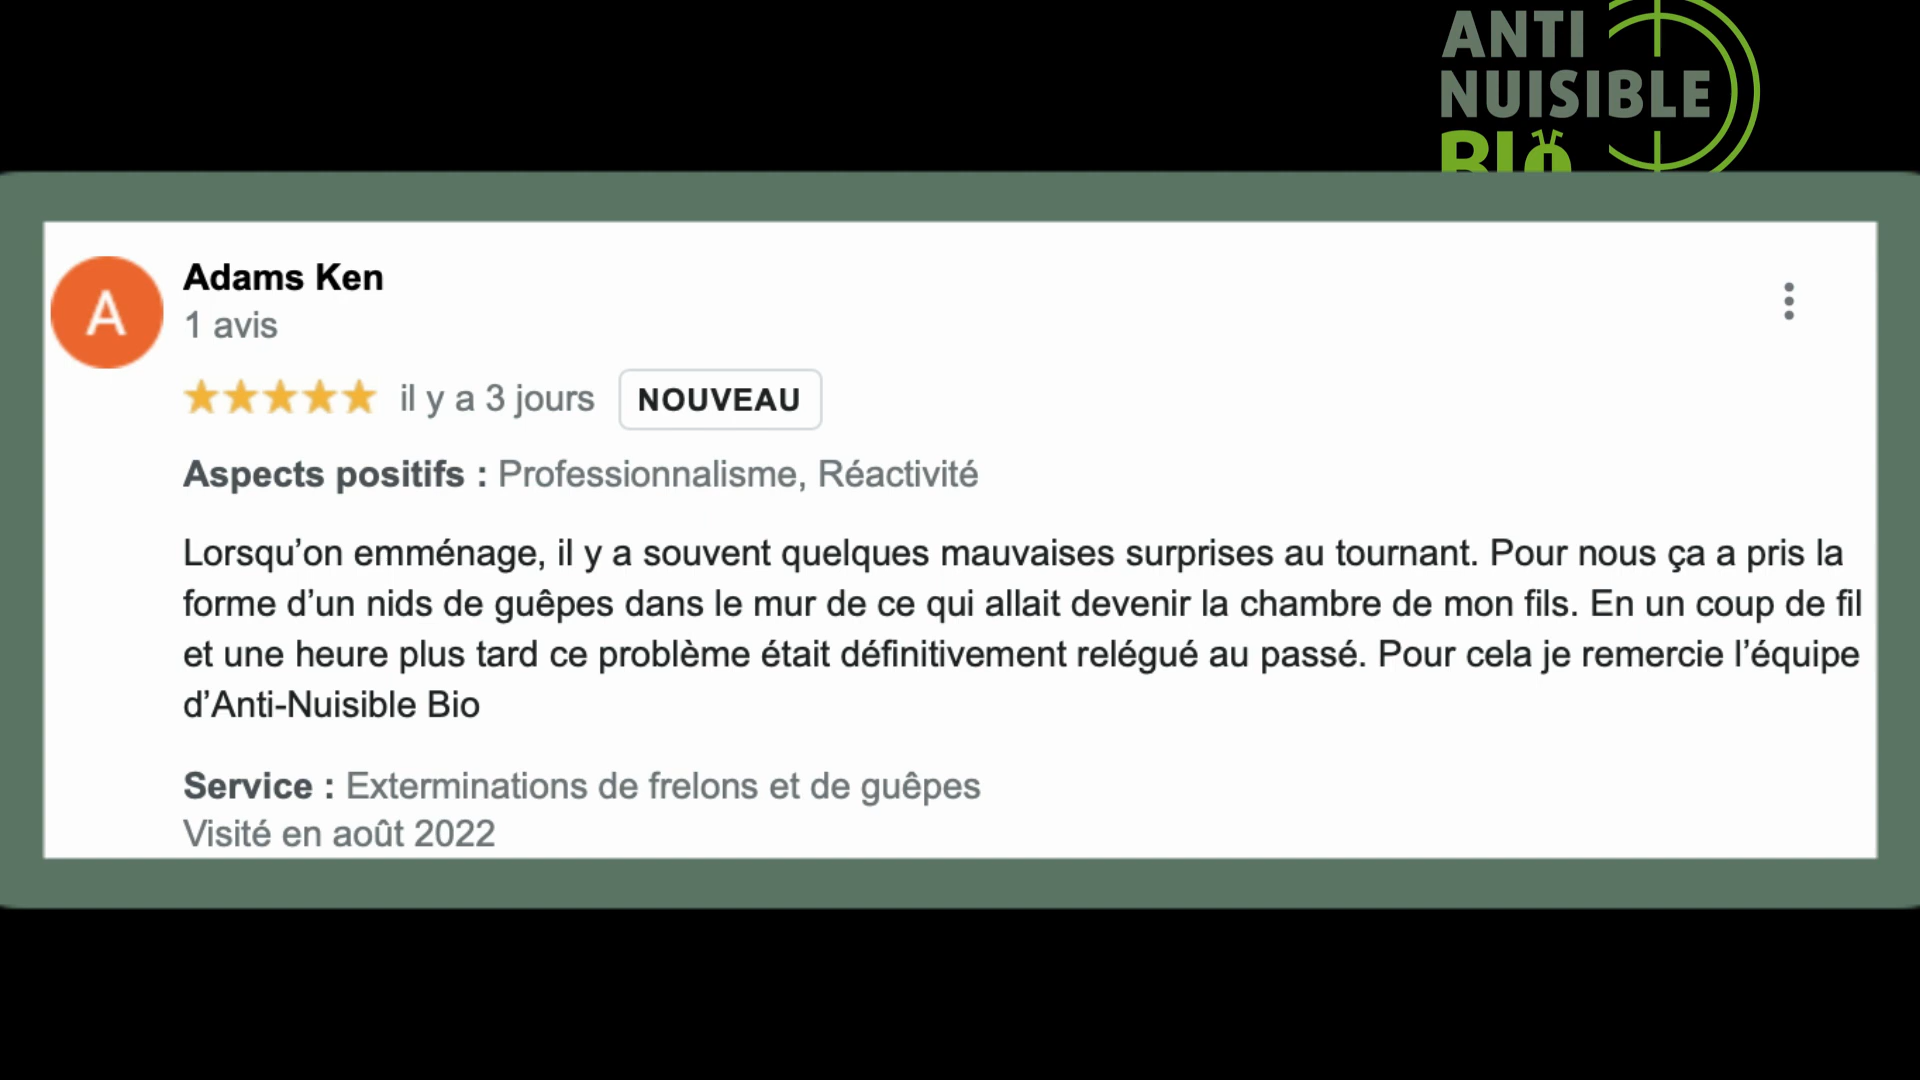 ANTI
NUISIBLE
BIO
A
Adams Ken
1 avis
il y a 3 jours NOUVEAU
Aspects positifs : Professionnalisme, Réactivité
Lorsqu’on emménage, il y a souvent quelques mauvaises surprises au tournant. Pour nous ça a pris la
forme d’un nids de guêpes dans le mur de ce qui allait devenir la chambre de mon fils. En un coup de fil
et une heure plus tard ce problème était définitivement relégué au passé. Pour cela je remercie l’équipe
d’Anti-Nuisible Bio
Service : Exterminations de frelons et de guêpes
Visité en août 2022